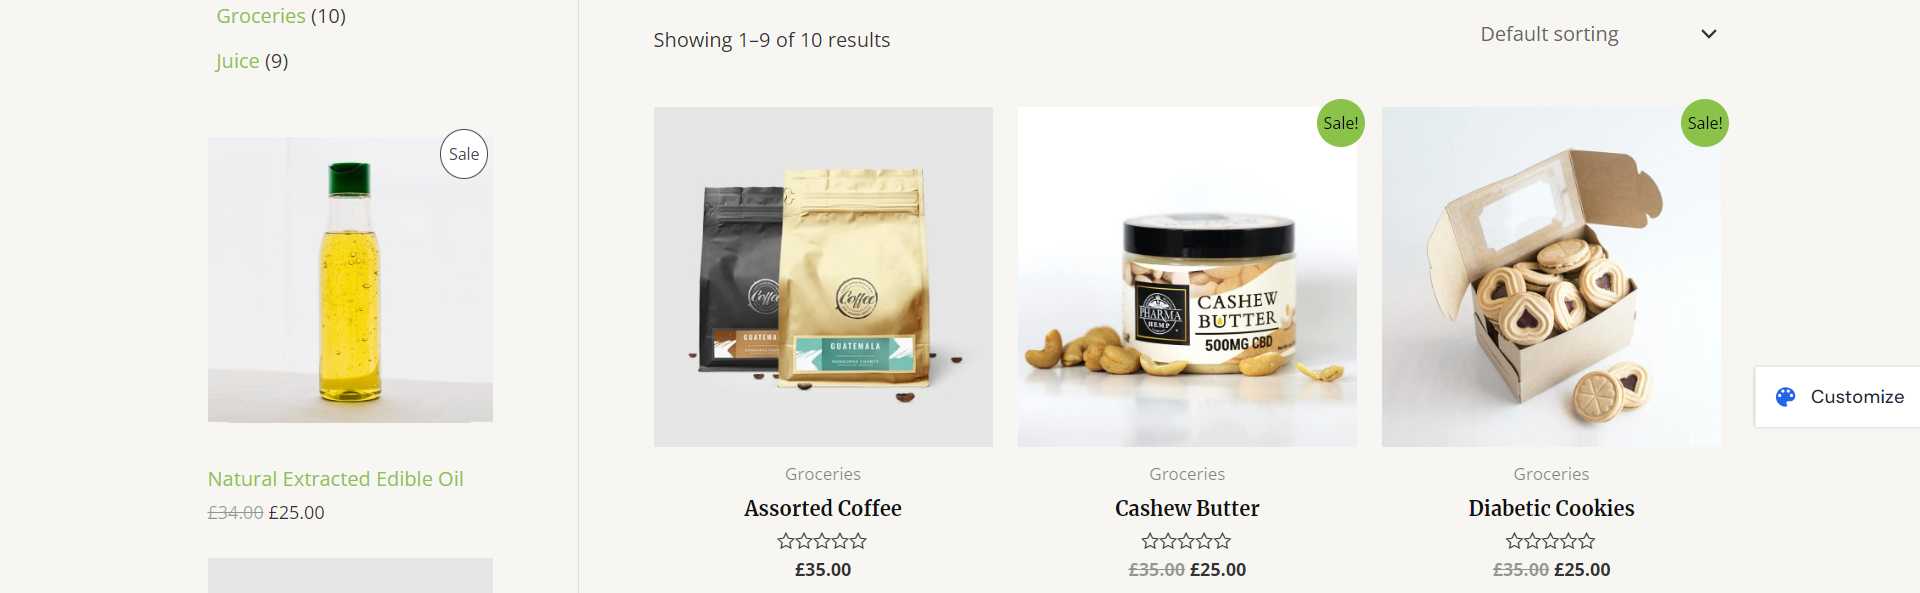 Groceries (10)
Juice (9)
Sale
Natural Extracted Edible Oil
£34.00 £25.00
Showing 1–9 of 10 results
Default sorting
Coffee
GUATEMALA
HONDURAS COUNTY
Groceries
Assorted Coffee
£35.00
Sale!
PHARMA
HEMP
CASHEW
BUTTER
500MG CBD
Groceries
Cashew Butter
£35.00 £25.00
Sale!
Groceries
Diabetic Cookies
£35.00 £25.00
Customize